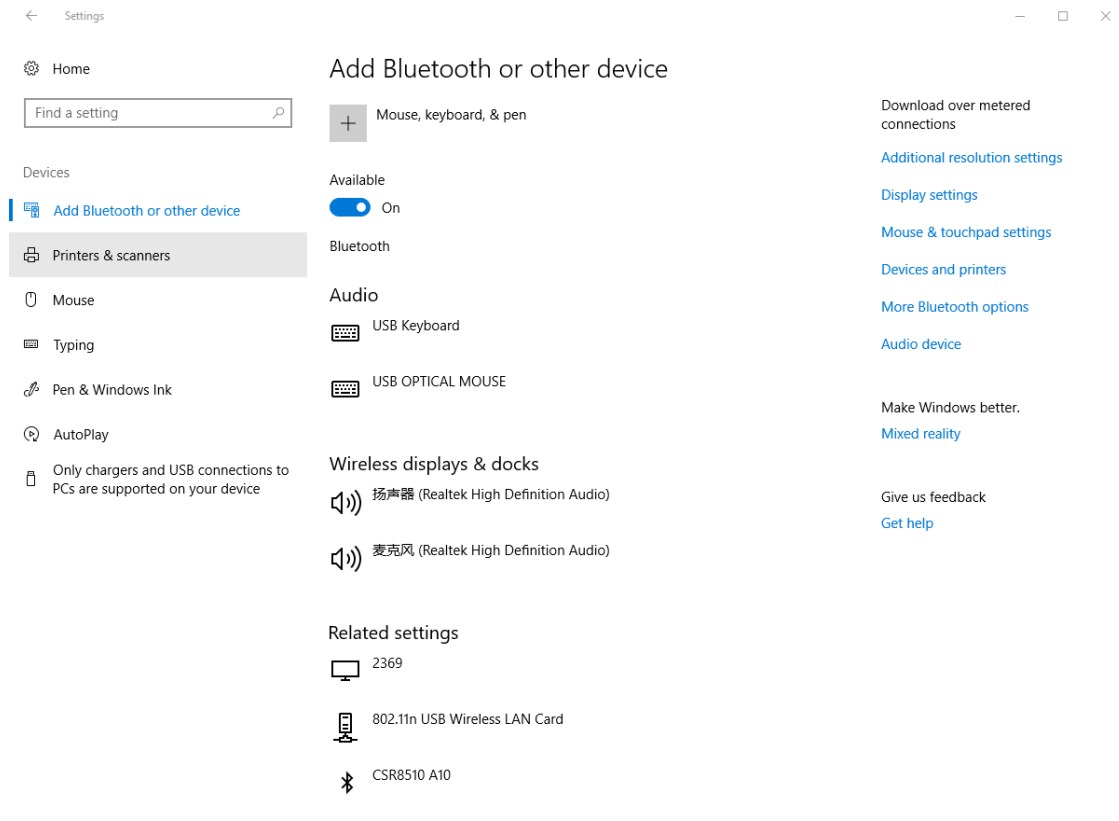 Settings
Home
Find a setting
Devices
Add Bluetooth or other device
Printers & scanners
Mouse
Typing
Pen & Windows Ink
AutoPlay
Only chargers and USB connections to
PCs are supported on your device
Add Bluetooth or other device
Mouse, keyboard, & pen
Available
On
Bluetooth
Audio
USB Keyboard
USB OPTICAL MOUSE
Wireless displays & docks
扬声器 (Realtek High Definition Audio)
麦克风 (Realtek High Definition Audio)
Related settings
2369
802.11n USB Wireless LAN Card
CSR8510 A10
Download over metered
connections
Additional resolution settings
Display settings
Mouse & touchpad settings
Devices and printers
More Bluetooth options
Audio device
Make Windows better.
Mixed reality
Give us feedback
Get help